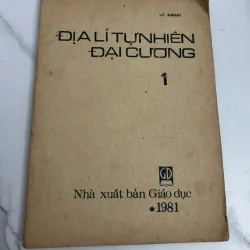 ĐỊA LÍ TỰ NHIÊN
ĐẠI CƯƠNG
1
GD
Nhà xuất bản Giáo dục
• 1981